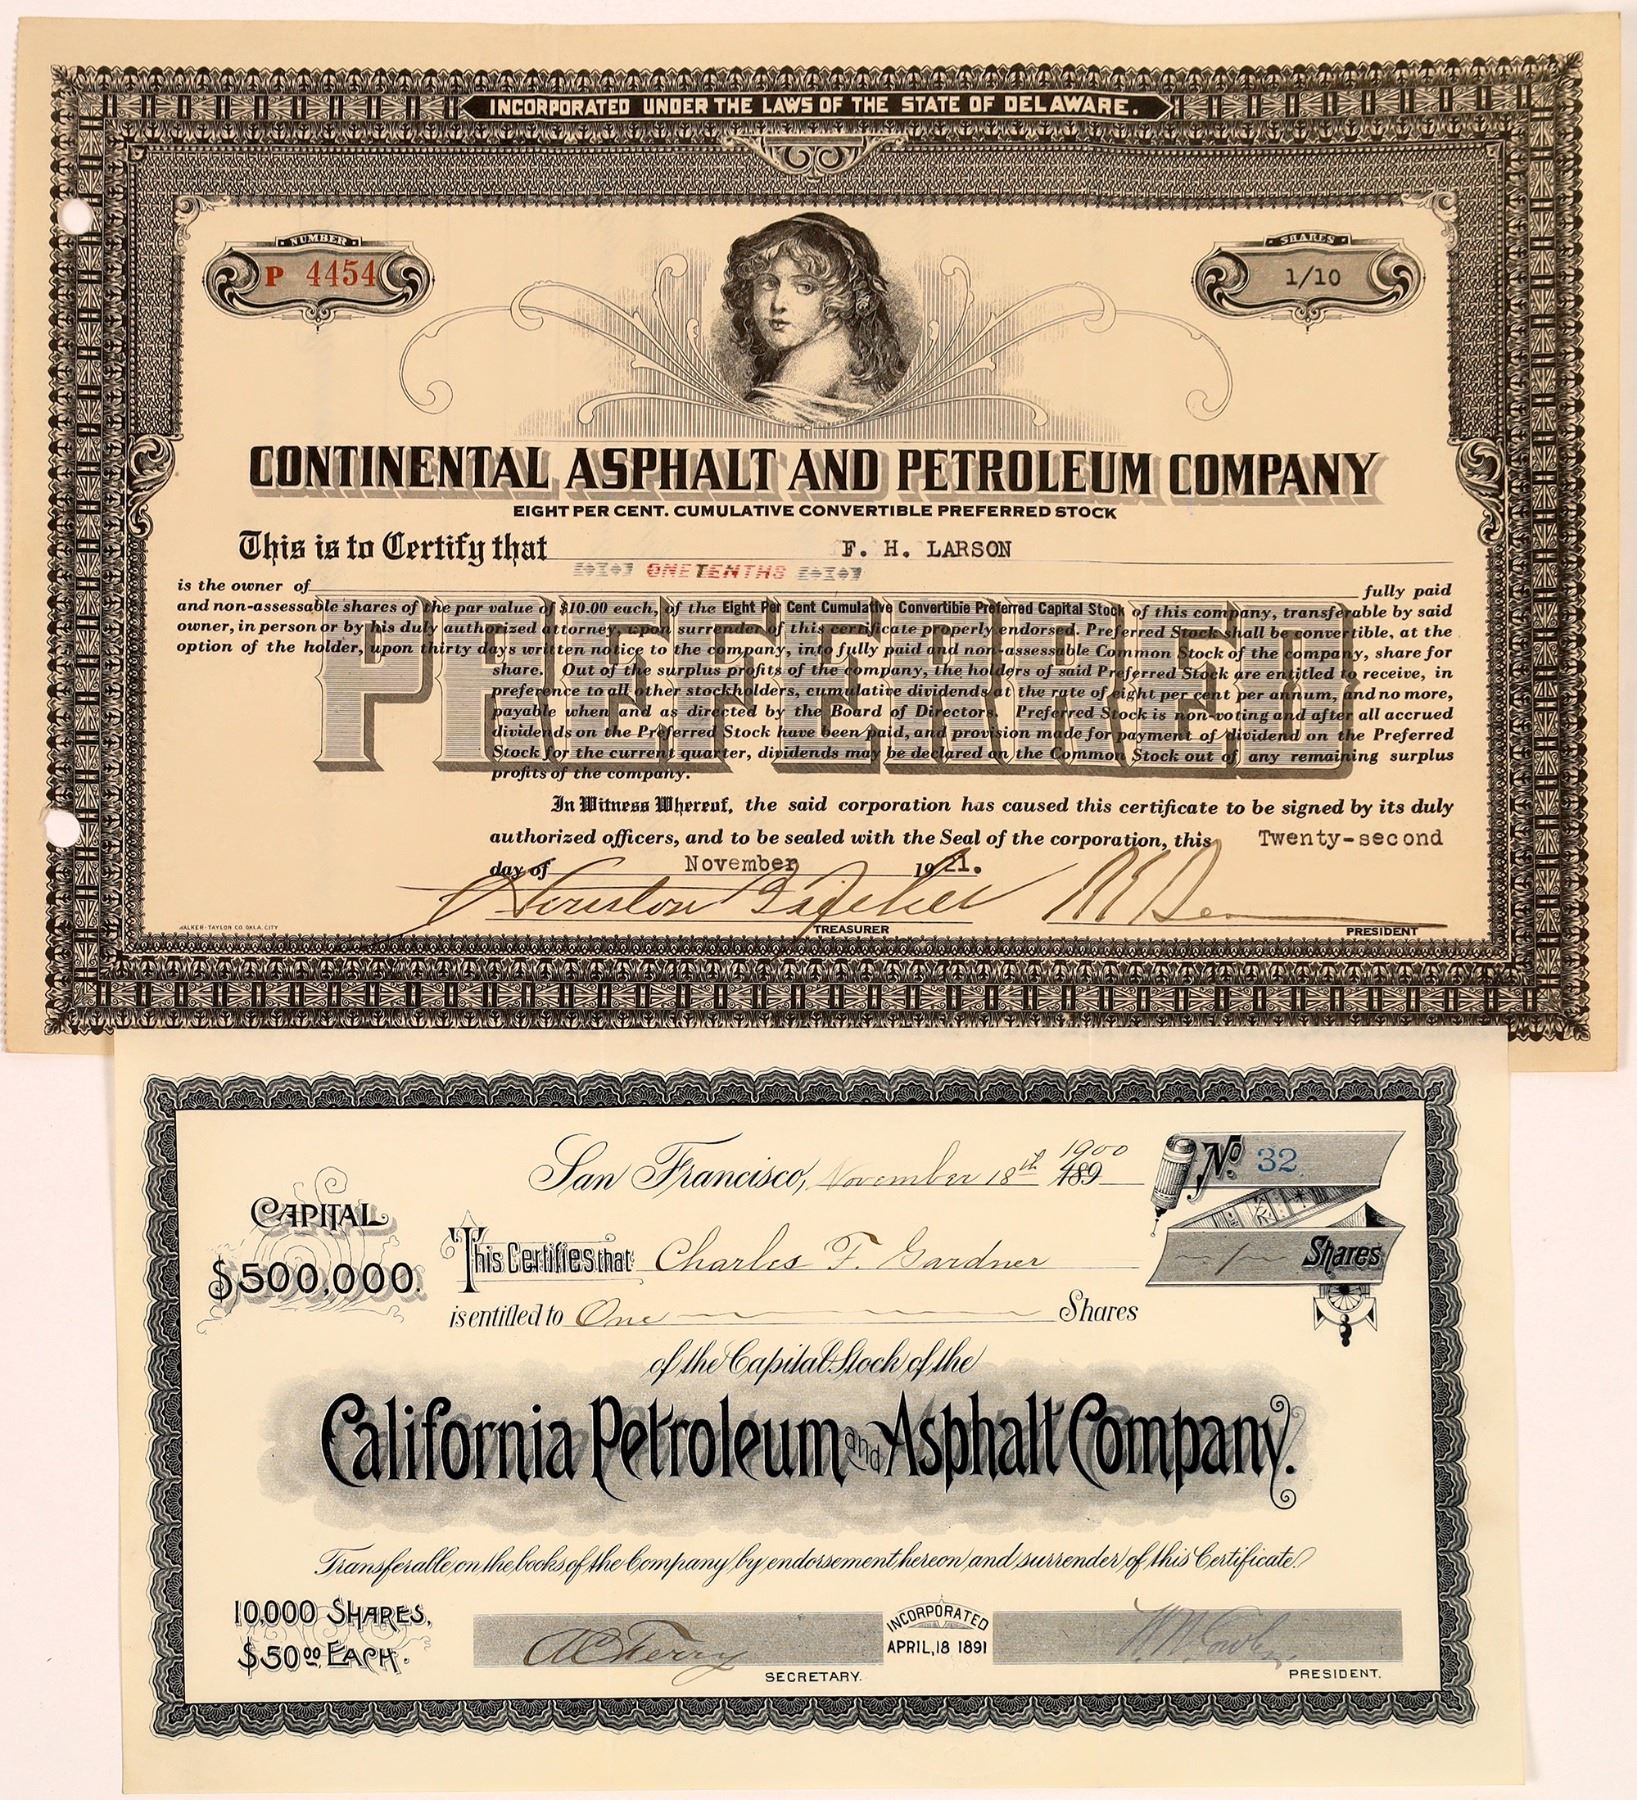 INCORPORATED UNDER THE LAWS OF THE STATE OF DELAWARE.
NUMBER
P 4454
SHARES
1/10
CONTINENTAL ASPHALT AND PETROLEUM COMPANY
EIGHT PER CENT. CUMULATIVE CONVERTIBLE PREFERRED STOCK
This is to Certify that F. H. LARSON
ONE TENTHS
is the owner of fully paid
and non-assessable shares of the par value of $10.00 each, of the Eight Per Cent Cumulative Convertible Preferred Capital Stock of this company, transferable by said
owner, in person or by his duly authorized attorney, upon surrender of this certificate properly endorsed. Preferred Stock shall be convertible, at the
option of the holder, upon thirty days written notice to the company, into fully paid and non-assessable Common Stock of the company, share for
share. Out of the surplus profits of the company, the holders of said Preferred Stock are entitled to receive, in
preference to all other stockholders, cumulative dividends at the rate of eight per cent per annum, and no more,
payable when and as directed by the Board of Directors. Preferred Stock is non-voting and after all accrued
dividends on the Preferred Stock have been paid, and provision made for payment of dividend on the Preferred
Stock for the current quarter, dividends may be declared on the Common Stock out of any remaining surplus
profits of the company.
PREFERRED
In Witness Whereof, the said corporation has caused this certificate to be signed by its duly
authorized officers, and to be sealed with the Seal of the corporation, this Twenty-second
day of November 1921.
TREASURER
PRESIDENT
WALKER-TAYLOR CO. OKLA. CITY
San Francisco, November 18th 1900 189
No 32
CAPITAL
$500,000.
This Certifies that Charles F. Gardner
1 Shares
is entitled to One Shares
of the Capital Stock of the
California Petroleum and Asphalt Company.
Transferable on the books of the Company by endorsement hereon and surrender of this Certificate
10,000 SHARES,
$50.00 EACH.
A C Ferry
SECRETARY.
INCORPORATED
APRIL, 18 1891
PRESIDENT.